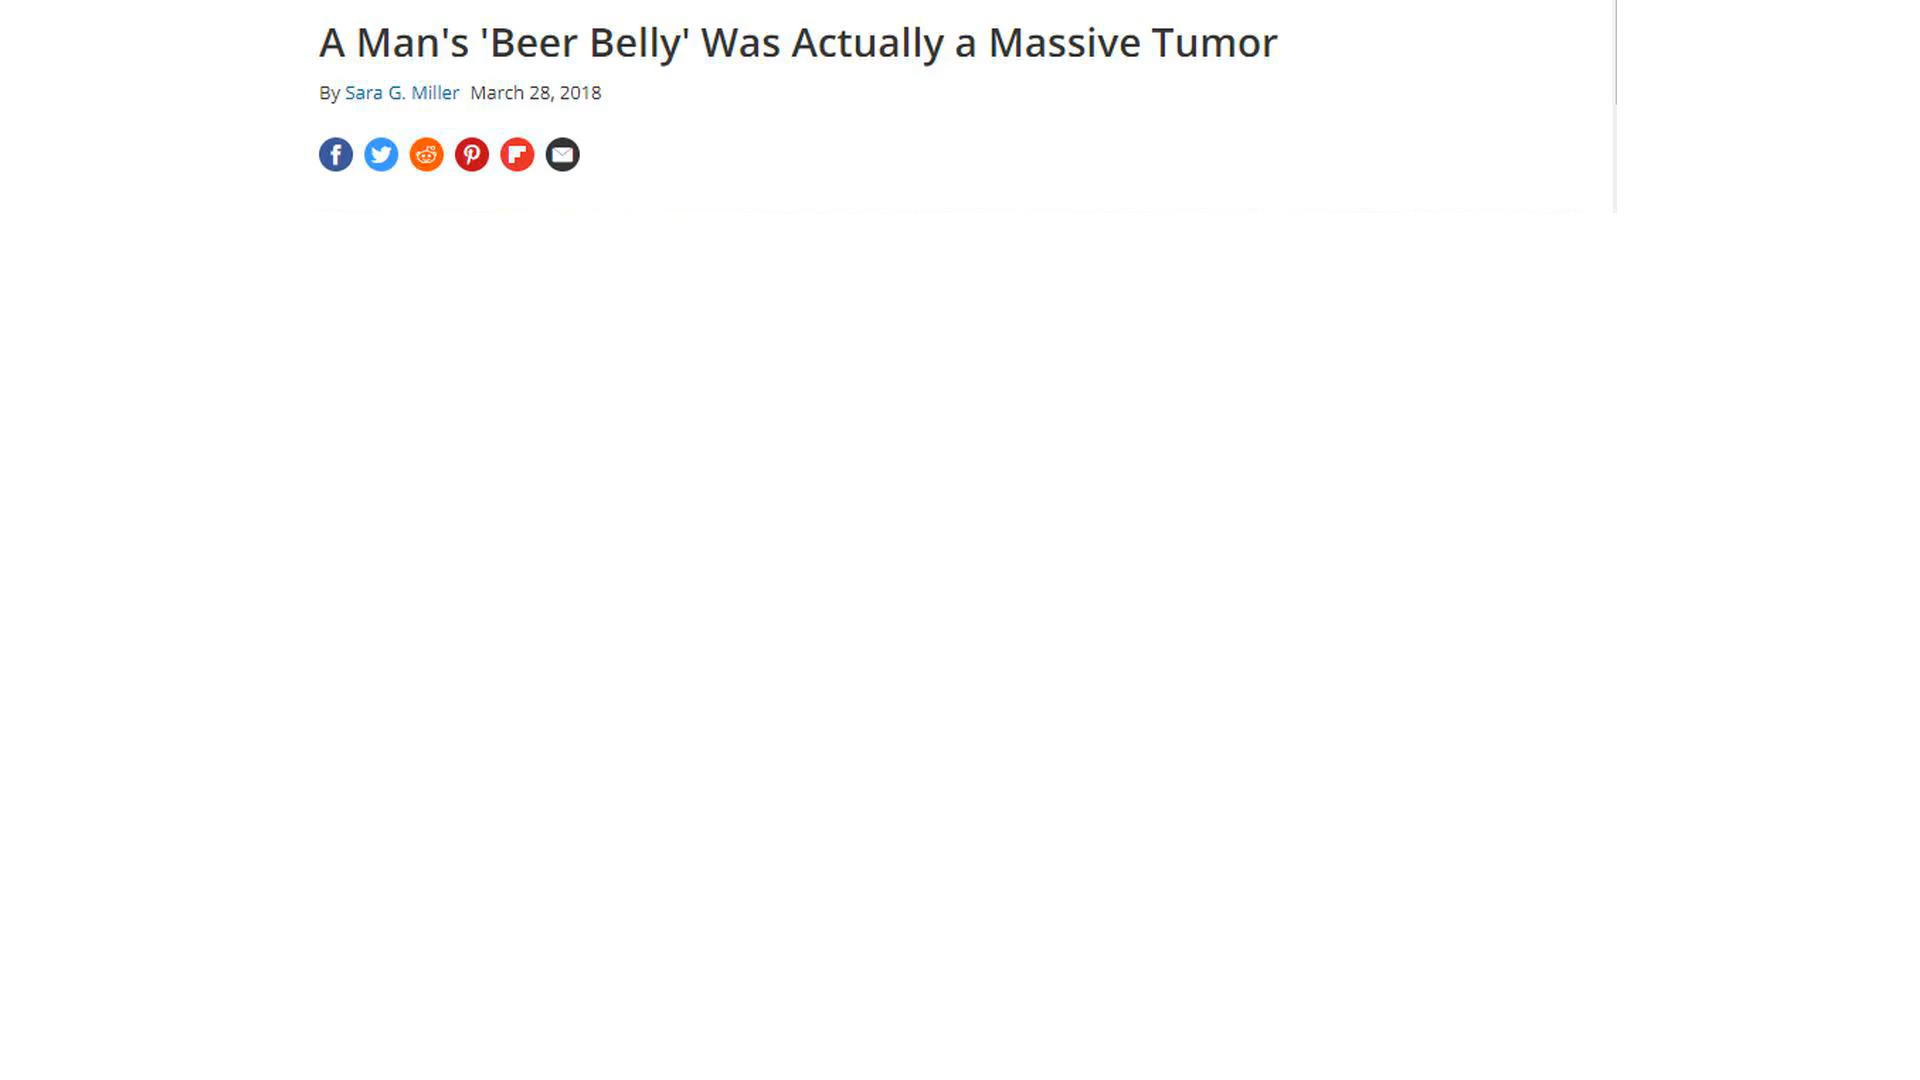 A Man's 'Beer Belly' Was Actually a Massive Tumor
By Sara G. Miller March 28, 2018